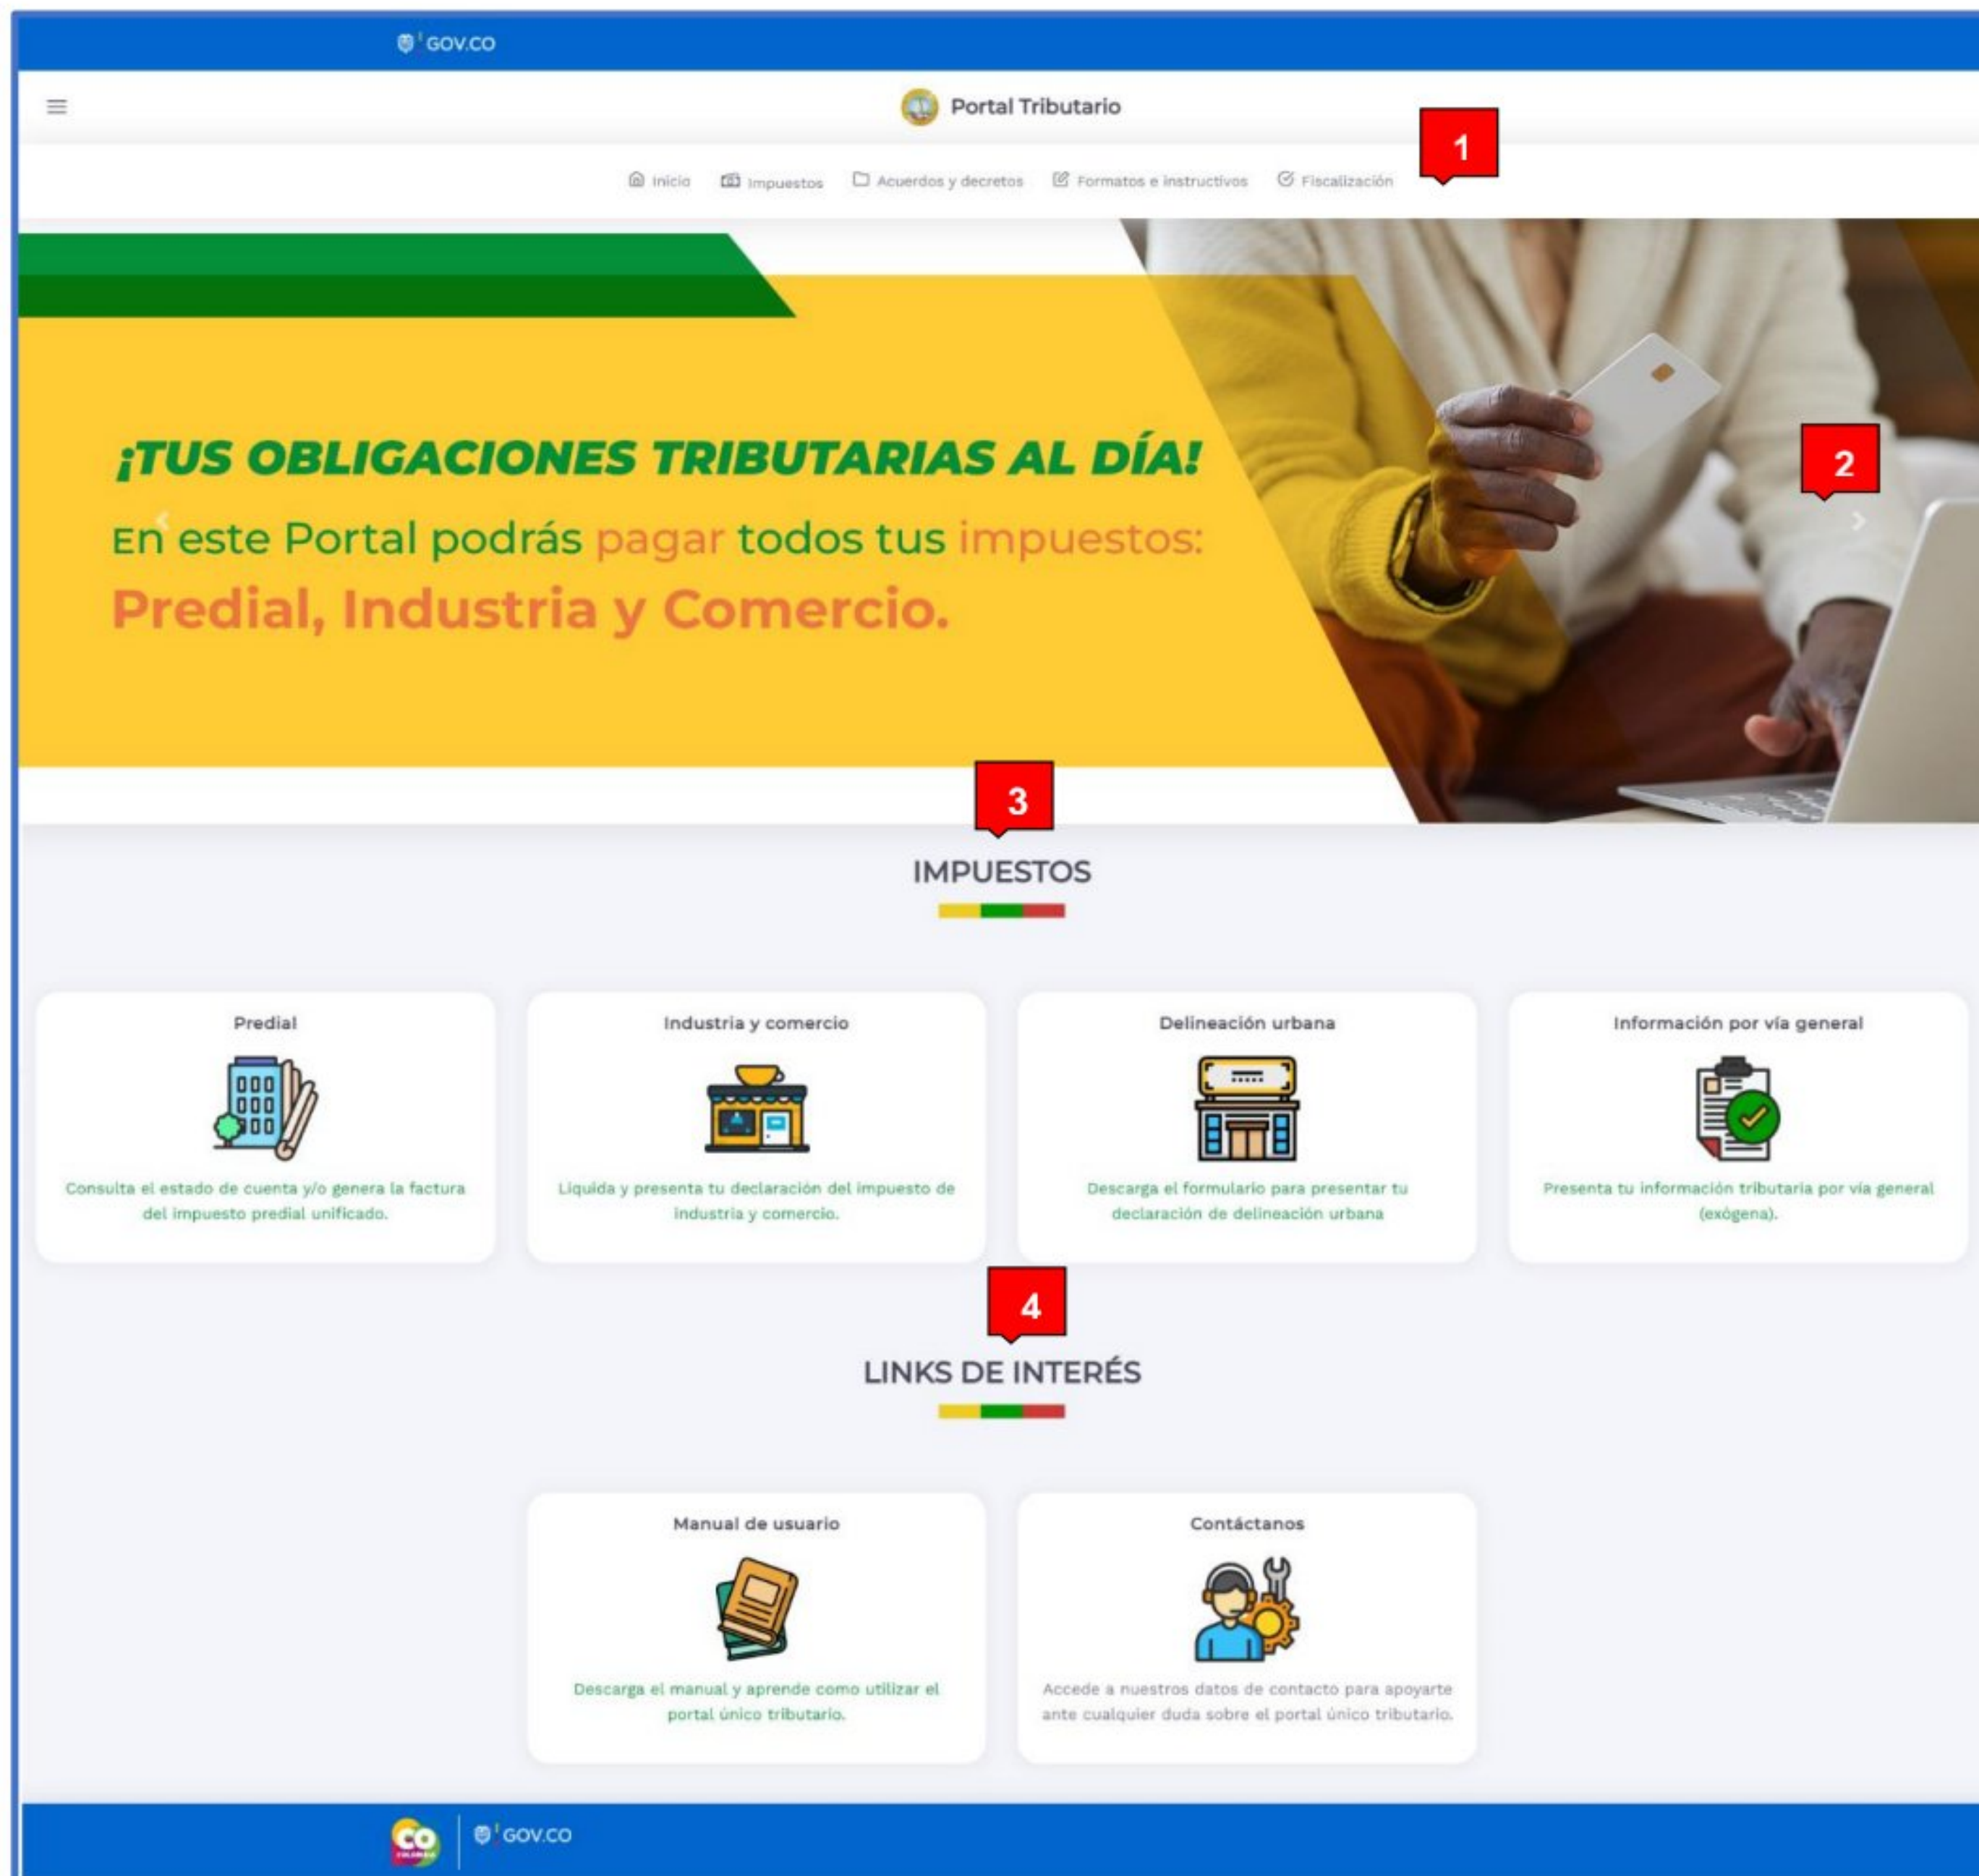 GOV.CO
Portal Tributario
1
Inicio Impuestos Acuerdos y decretos Formatos e instructivos Fiscalización
¡TUS OBLIGACIONES TRIBUTARIAS AL DÍA!
2
En este Portal podrás pagar todos tus impuestos:
Predial, Industria y Comercio.
3
IMPUESTOS
Predial
Consulta el estado de cuenta y/o genera la factura
del impuesto predial unificado.
Industria y comercio
Liquida y presenta tu declaración del impuesto de
industria y comercio.
Delineación urbana
Descarga el formulario para presentar tu
declaración de delineación urbana
Información por vía general
Presenta tu información tributaria por vía general
(exógena).
4
LINKS DE INTERÉS
Manual de usuario
Descarga el manual y aprende como utilizar el
portal único tributario.
Contáctanos
Accede a nuestros datos de contacto para apoyarte
ante cualquier duda sobre el portal único tributario.
CO
COLOMBIA
GOV.CO